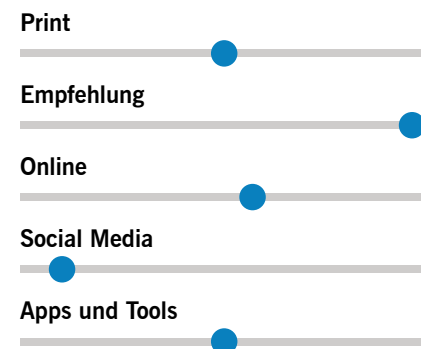 Print
Empfehlung
Online
Social Media
Apps und Tools